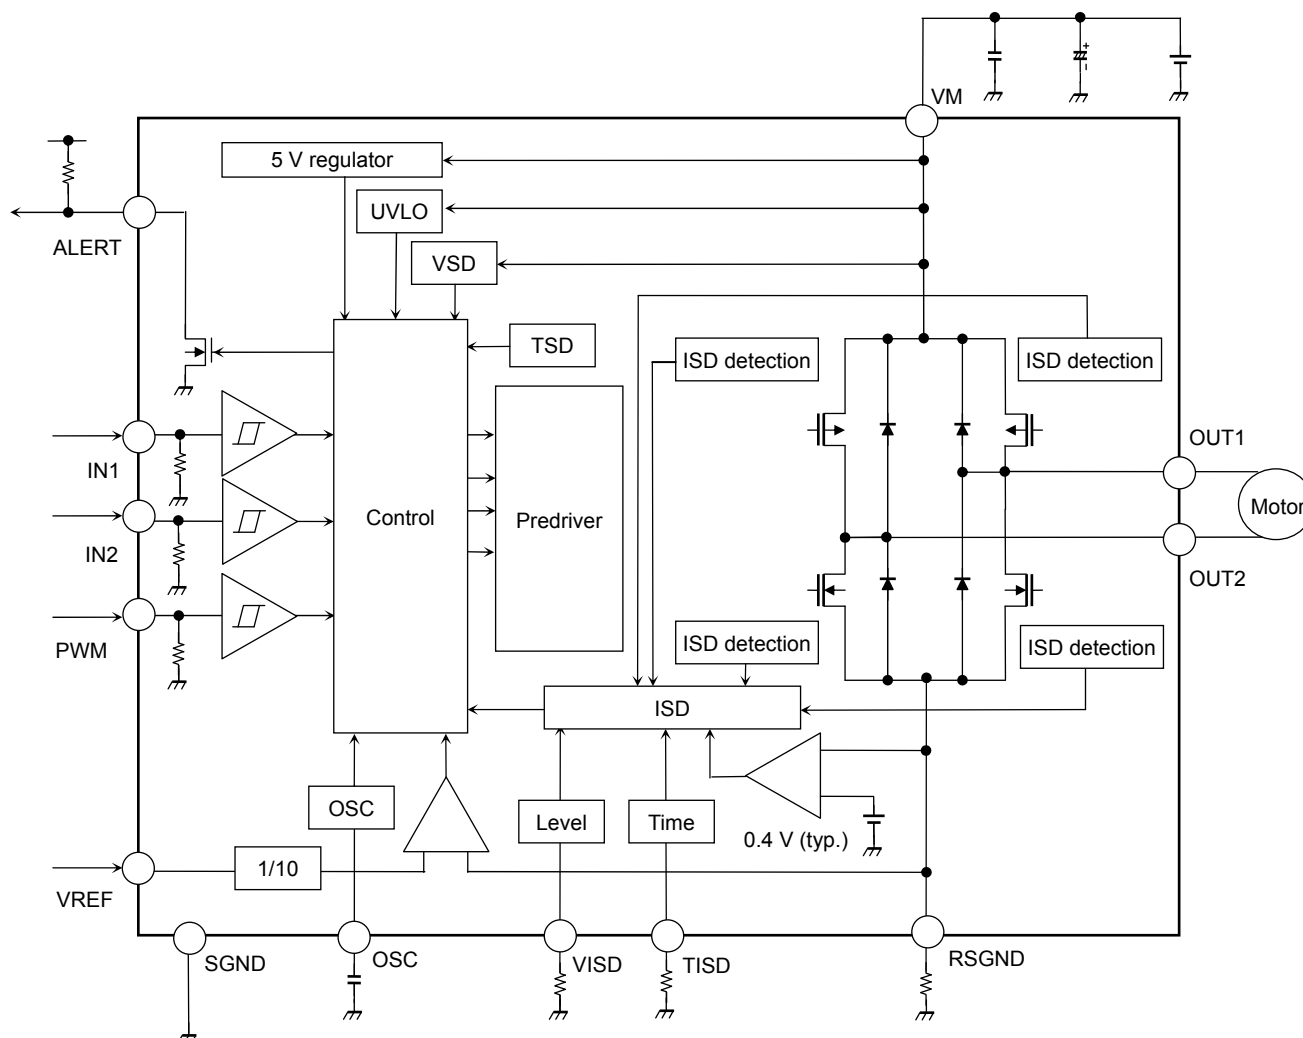 VM
5 V regulator
UVLO
ALERT
VSD
TSD
ISD detection
ISD detection
IN1
OUT1
Control
Predriver
Motor
IN2
OUT2
PWM
ISD detection
ISD detection
ISD
OSC
Level
Time
0.4 V (typ.)
1/10
VREF
SGND
OSC
VISD
TISD
RSGND
+
-